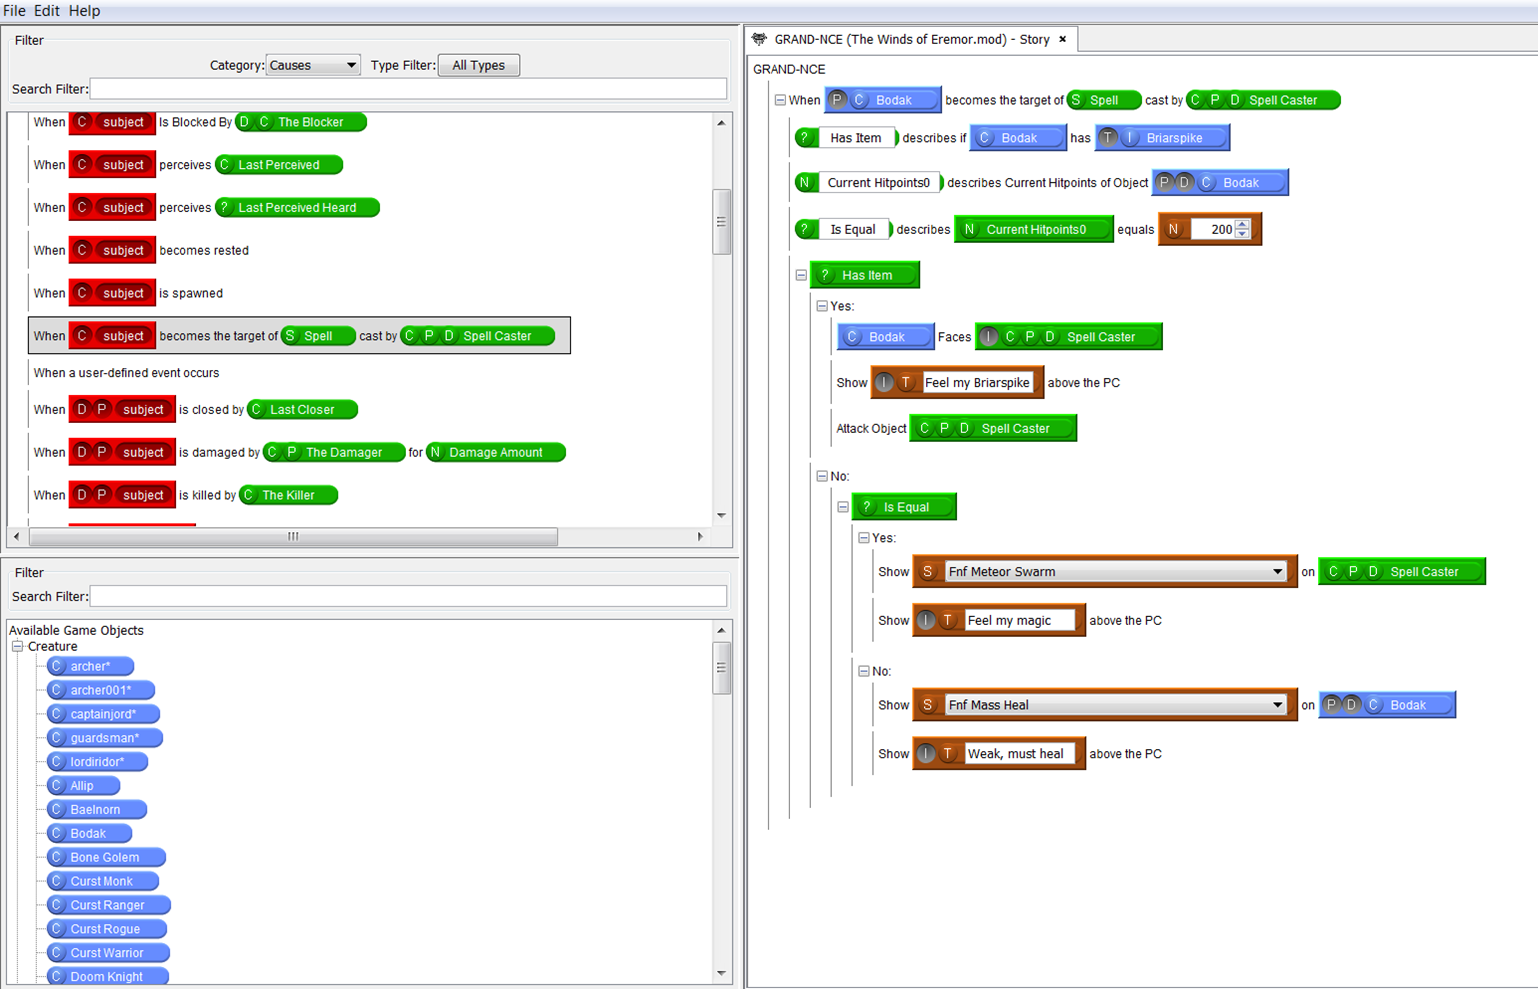 File Edit Help
Filter
Category: Causes Type Filter: All Types
Search Filter:
When C subject Is Blocked By D C The Blocker
When C subject perceives C Last Perceived
When C subject perceives ? Last Perceived Heard
When C subject becomes rested
When C subject is spawned
When C subject becomes the target of S Spell cast by C P D Spell Caster
When a user-defined event occurs
When D P subject is closed by C Last Closer
When D P subject is damaged by C P The Damager for N Damage Amount
When D P subject is killed by C The Killer
Filter
Search Filter:
Available Game Objects
Creature
C archer*
C archer001*
C captainjord*
C guardsman*
C lordiridor*
C Allip
C Baelnorn
C Bodak
C Bone Golem
C Curst Monk
C Curst Ranger
C Curst Rogue
C Curst Warrior
C Doom Knight
GRAND-NCE (The Winds of Eremor.mod) - Story ×
GRAND-NCE
When P C Bodak becomes the target of S Spell cast by C P D Spell Caster
? Has Item describes if C Bodak has T I Briarspike
N Current Hitpoints0 describes Current Hitpoints of Object P D C Bodak
? Is Equal describes N Current Hitpoints0 equals N 200
? Has Item
Yes:
C Bodak Faces I C P D Spell Caster
Show I T Feel my Briarspike above the PC
Attack Object C P D Spell Caster
No:
? Is Equal
Yes:
Show S Fnf Meteor Swarm on C P D Spell Caster
Show I T Feel my magic above the PC
No:
Show S Fnf Mass Heal on P D C Bodak
Show I T Weak, must heal above the PC